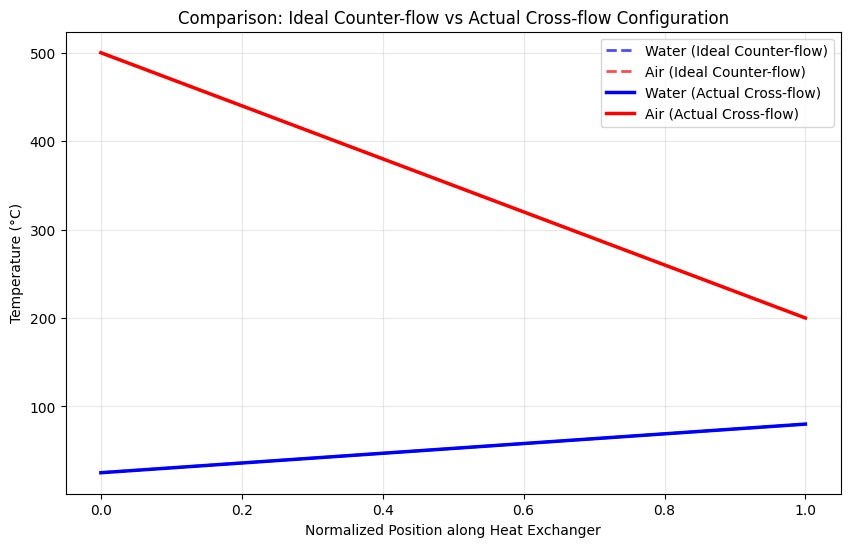 Comparison: Ideal Counter-flow vs Actual Cross-flow Configuration
Water (Ideal Counter-flow)
Air (Ideal Counter-flow)
Water (Actual Cross-flow)
Air (Actual Cross-flow)
Temperature (°C)
500
400
300
200
100
0.0 0.2 0.4 0.6 0.8 1.0
Normalized Position along Heat Exchanger